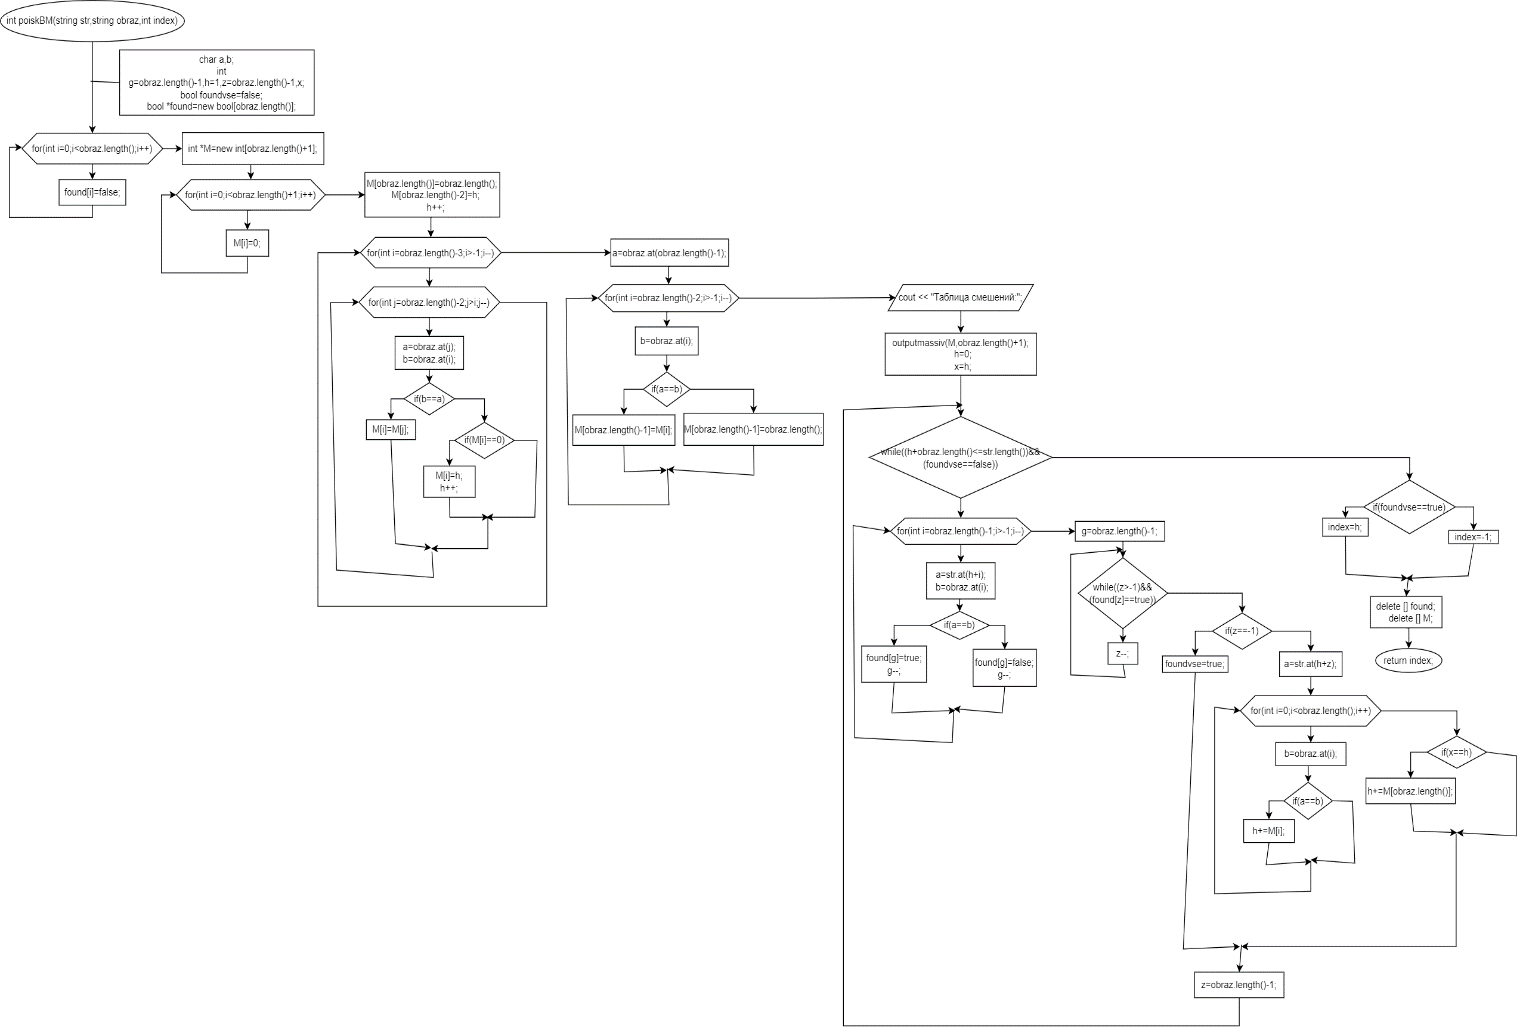 int poiskBM(string str,string obraz,int index)
char a,b;
int
g=obraz.length()-1,h=1,z=obraz.length()-1,x;
bool foundvse=false;
bool *found=new bool[obraz.length()];
for(int i=0;i<obraz.length();i++)
found[i]=false;
int *M=new int[obraz.length()+1];
for(int i=0;i<obraz.length()+1;i++)
M[i]=0;
M[obraz.length()]=obraz.length();
M[obraz.length()-2]=h;
h++;
for(int i=obraz.length()-3;i>-1;i--)
for(int j=obraz.length()-2;j>i;j--)
a=obraz.at(j);
b=obraz.at(i);
if(b==a)
M[i]=M[j];
if(M[i]==0)
M[i]=h;
h++;
a=obraz.at(obraz.length()-1);
for(int i=obraz.length()-2;i>-1;i--)
b=obraz.at(i);
if(a==b)
M[obraz.length()-1]=M[i];
M[obraz.length()-1]=obraz.length();
cout << "Таблица смешений:";
outputmassiv(M,obraz.length()+1);
h=0;
x=h;
while((h+obraz.length()<=str.length())&&
(foundvse==false))
for(int i=obraz.length()-1;i>-1;i--)
a=str.at(h+i);
b=obraz.at(i);
if(a==b)
found[g]=true;
g--;
found[g]=false;
g--;
g=obraz.length()-1;
while((z>-1)&&
(found[z]==true))
z--;
if(z==-1)
foundvse=true;
a=str.at(h+z);
for(int i=0;i<obraz.length();i++)
b=obraz.at(i);
if(a==b)
h+=M[i];
if(x==h)
h+=M[obraz.length()];
z=obraz.length()-1;
if(foundvse==true)
index=h;
index=-1;
delete [] found;
delete [] M;
return index;